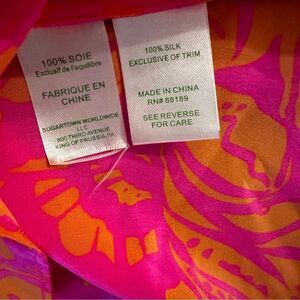 100% SOIE
Exclusif de l'équilibre
FABRIQUE EN
CHINE
SUGARTOWN WORLDWIDE
LLC
800 THIRD AVENUE
KING OF PRUSSIA, PA
100% SILK
EXCLUSIVE OF TRIM
MADE IN CHINA
RN# 88169
SEE REVERSE
FOR CARE